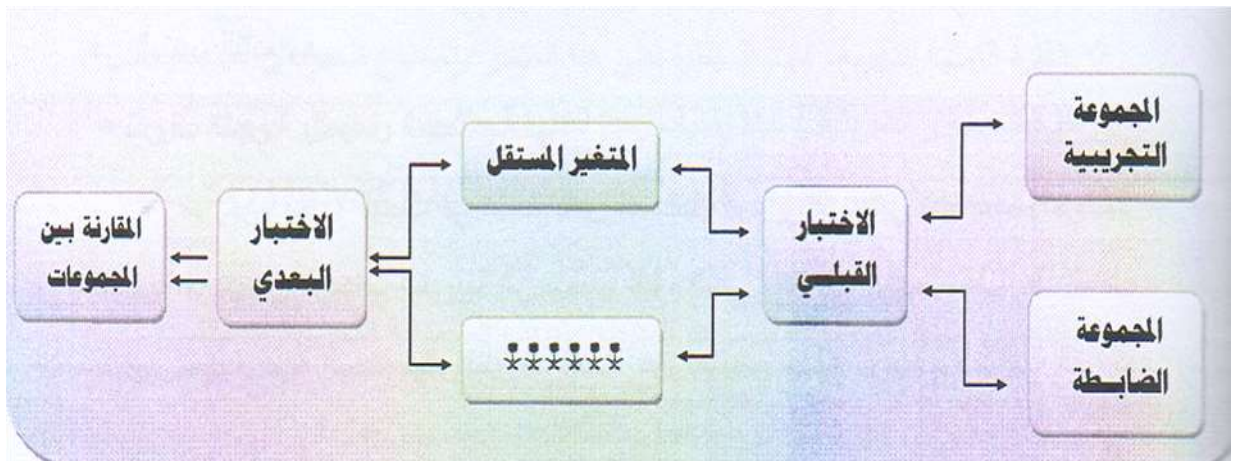 المجموعة
التجريبية
المجموعة
الضابطة
الاختبار
القبلي
المتغير المستقل
الاختبار
البعدي
المقارنة بين
المجموعات